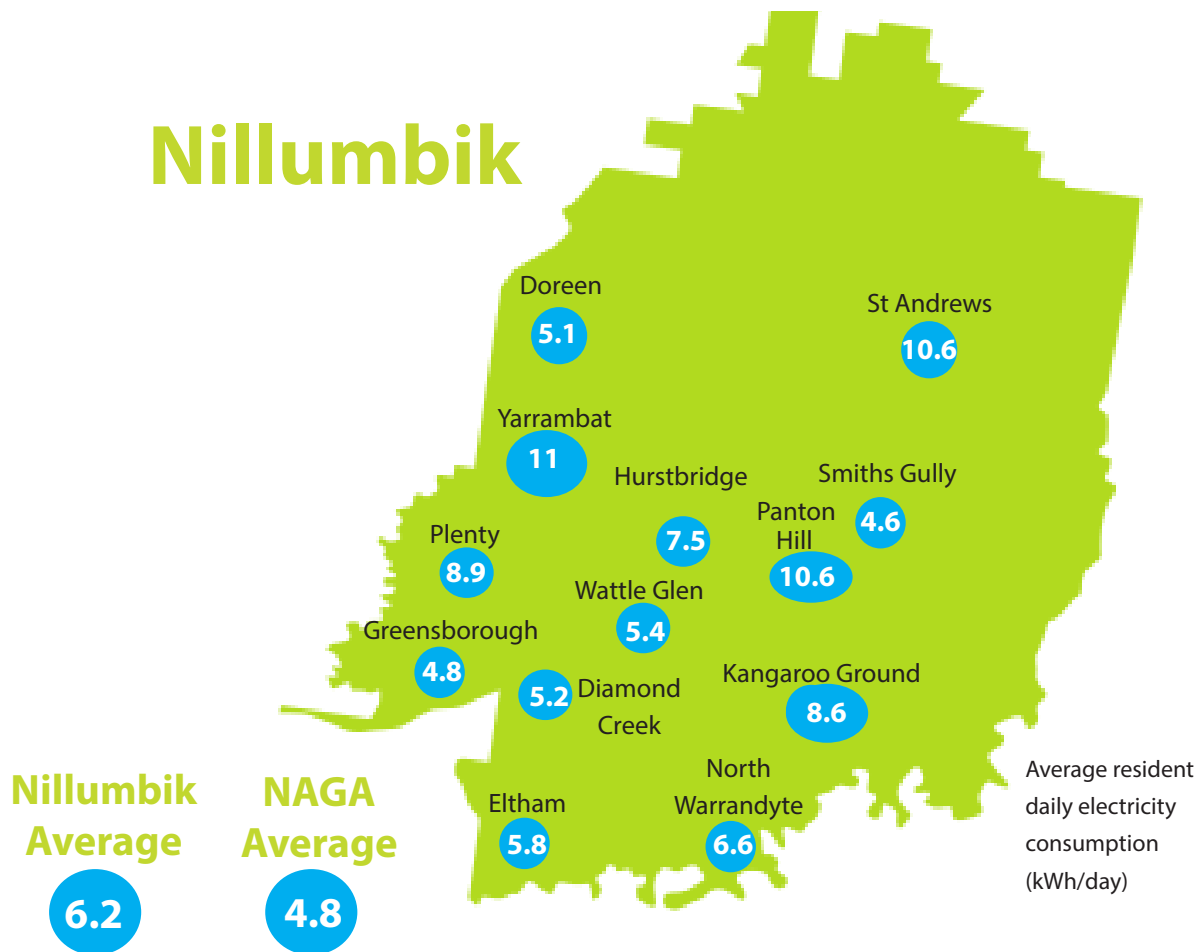 Nillumbik
Doreen
5.1
St Andrews
10.6
Yarrambat
11
Hurstbridge
7.5
Smiths Gully
4.6
Panton
Hill
10.6
Plenty
8.9
Wattle Glen
5.4
Greensborough
4.8
5.2
Diamond
Creek
Kangaroo Ground
8.6
North
Warrandyte
6.6
Eltham
5.8
Nillumbik
Average
6.2
NAGA
Average
4.8
Average resident
daily electricity
consumption
(kWh/day)